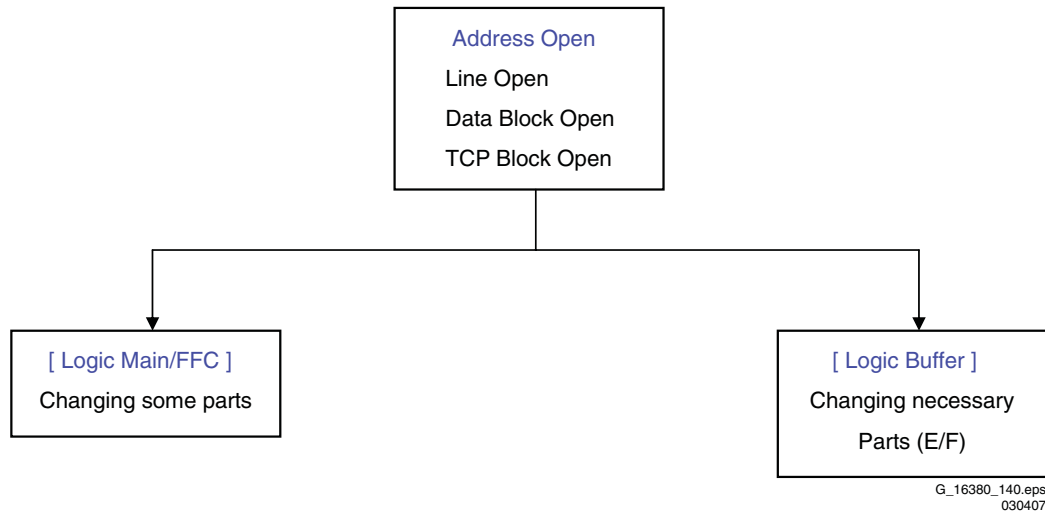 Address Open
Line Open
Data Block Open
TCP Block Open
[ Logic Main/FFC ]
Changing some parts
[ Logic Buffer ]
Changing necessary
Parts (E/F)
G_16380_140.eps
030407